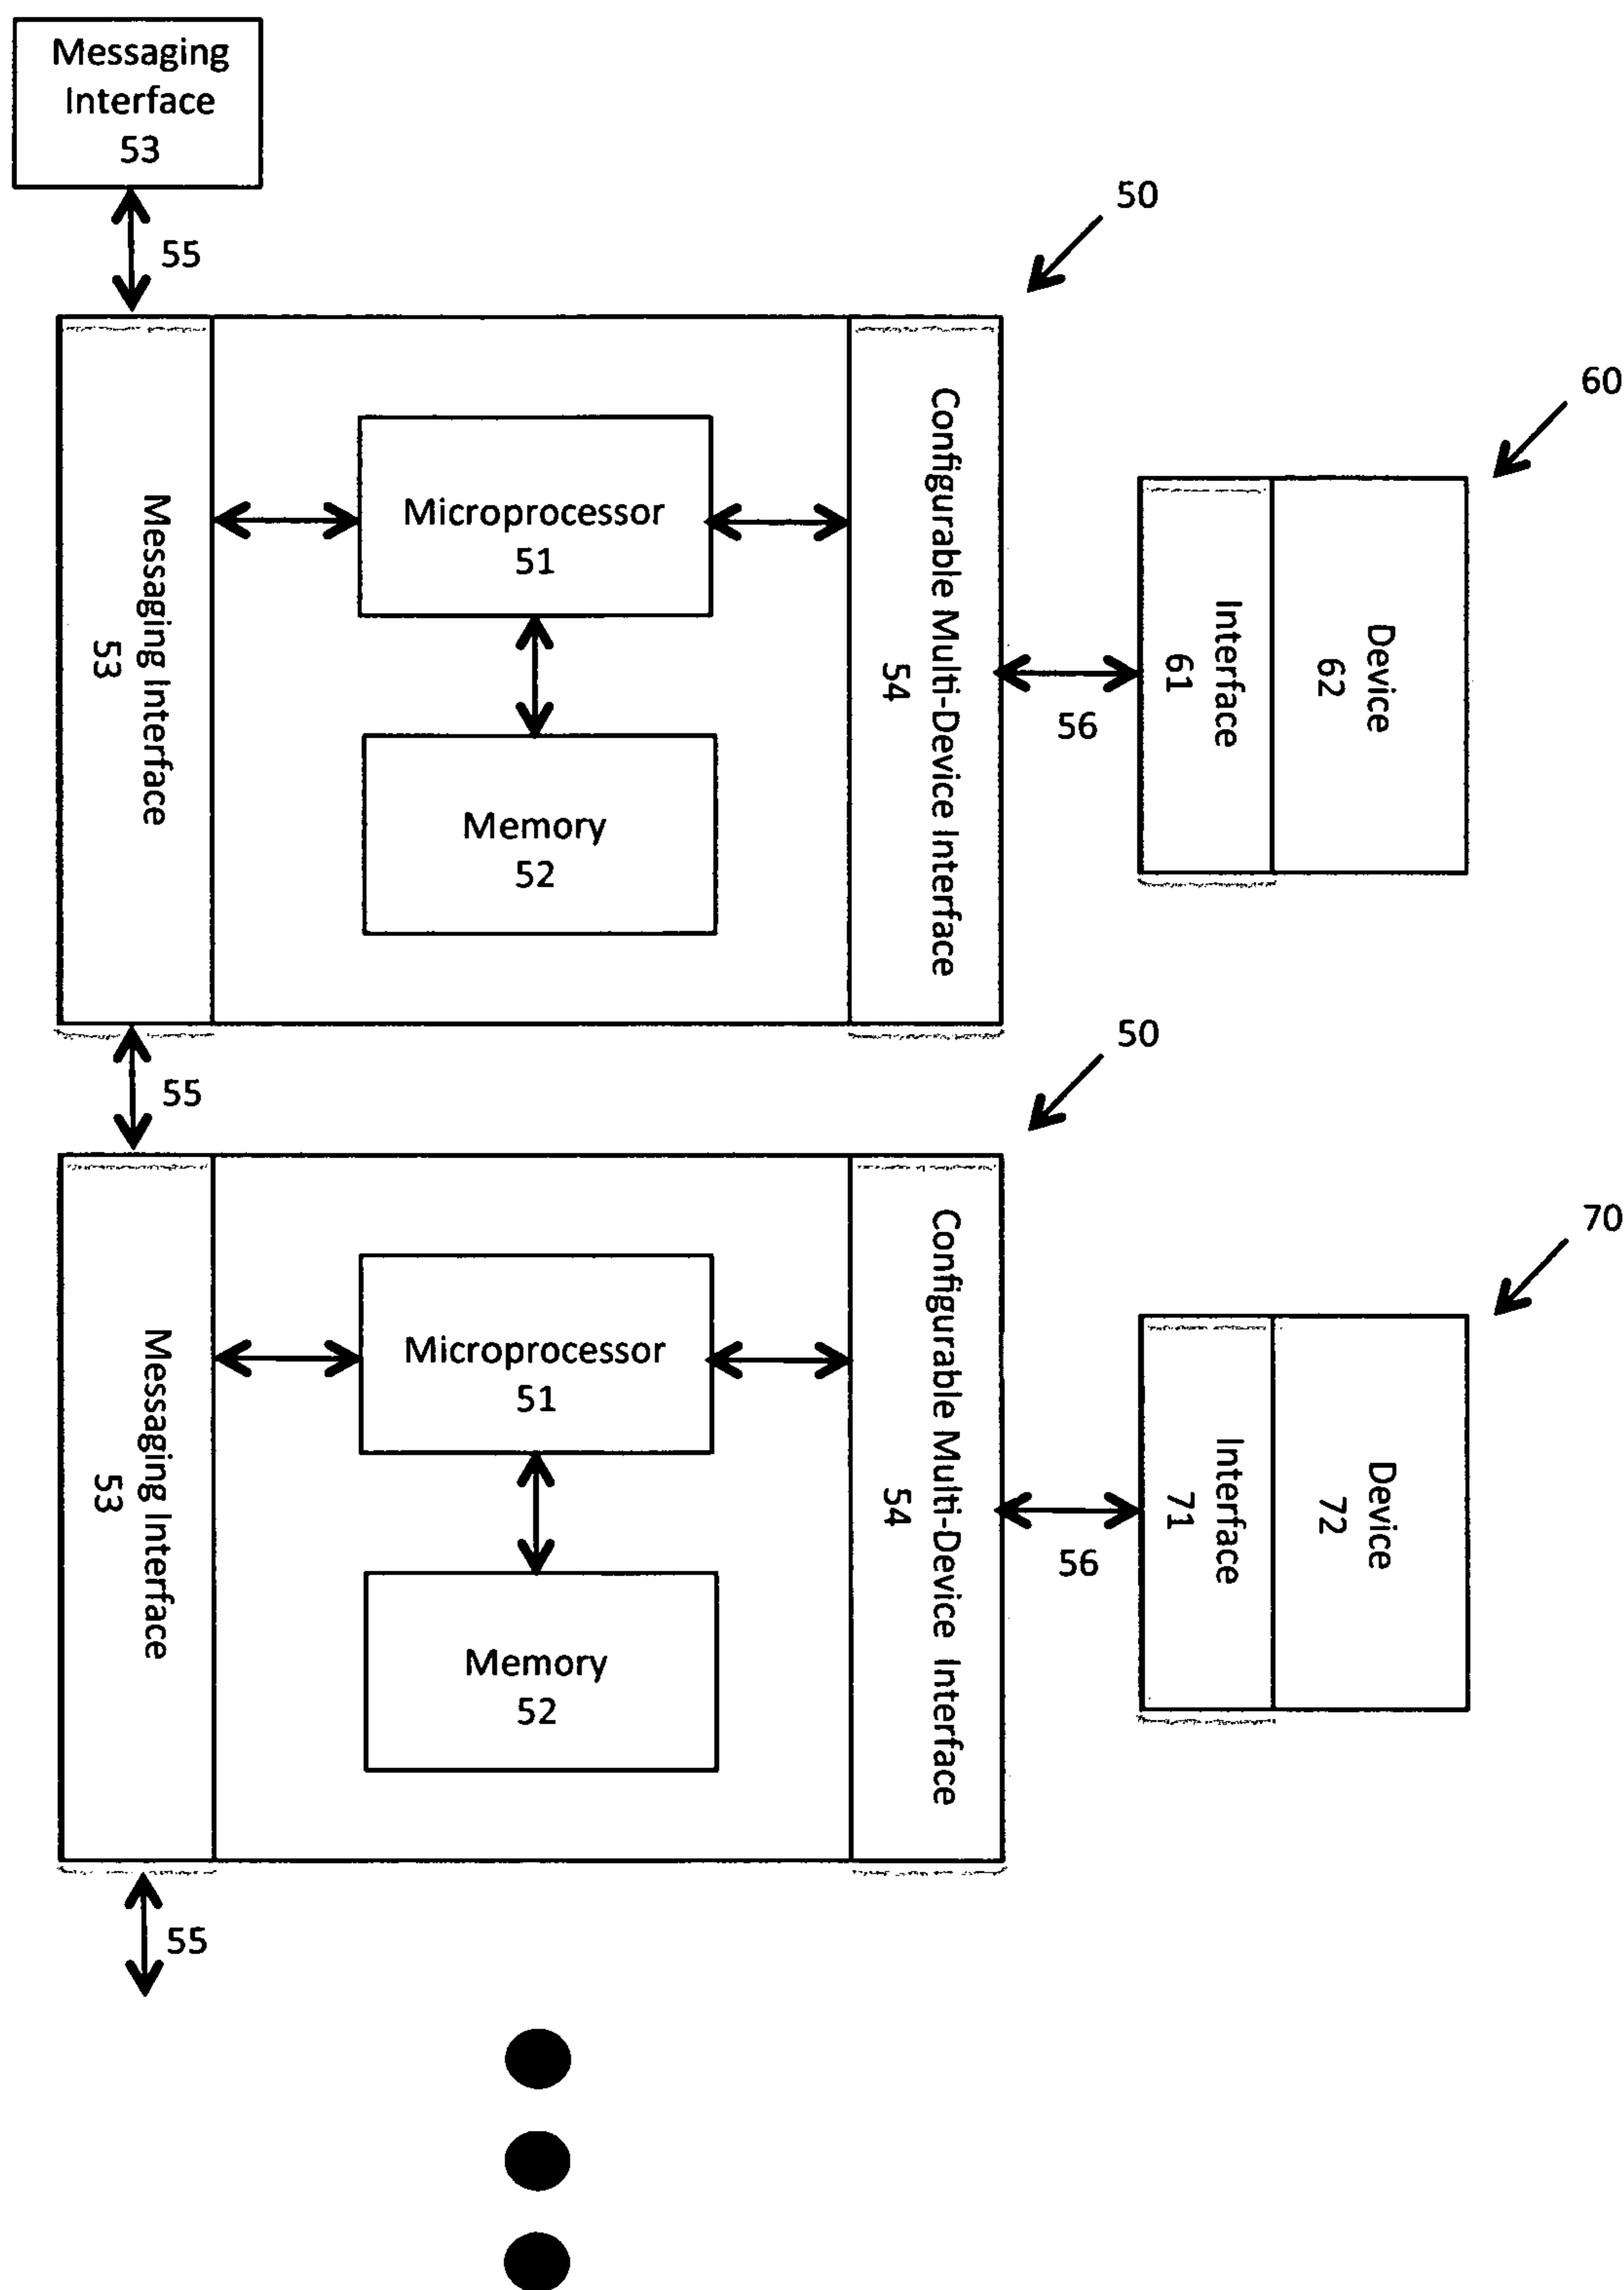 Messaging
Interface
53
55
50
60
Messaging Interface
53
Microprocessor
51
Memory
52
Configurable Multi-Device Interface
54
56
Interface
61
Device
62
55
50
70
Messaging Interface
53
Microprocessor
51
Memory
52
Configurable Multi-Device Interface
54
56
Interface
71
Device
72
55